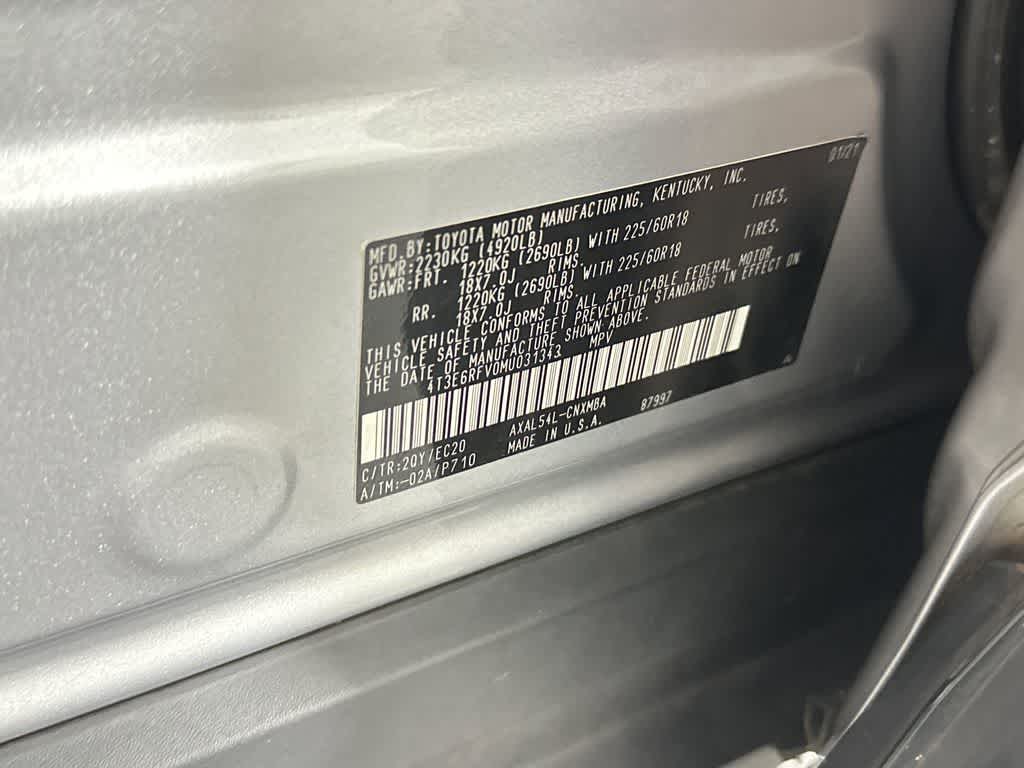 01/21
MFD.BY:TOYOTA MOTOR MANUFACTURING, KENTUCKY, INC.
GVWR:2230KG (4920LB)
GAWR:FRT. 1220KG (2690LB) WITH 225/60R18 TIRES,
18X7.0J RIMS.
RR. 1220KG (2690LB) WITH 225/60R18 TIRES,
18X7.0J RIMS.
THIS VEHICLE CONFORMS TO ALL APPLICABLE FEDERAL MOTOR
VEHICLE SAFETY AND THEFT PREVENTION STANDARDS IN EFFECT ON
THE DATE OF MANUFACTURE SHOWN ABOVE.
4T3E6RFV0MU031343 MPV
C/TR:2QY/EC20 AXAL54L-CNXMBA 87997
A/TM:-02A/P710 MADE IN U.S.A.